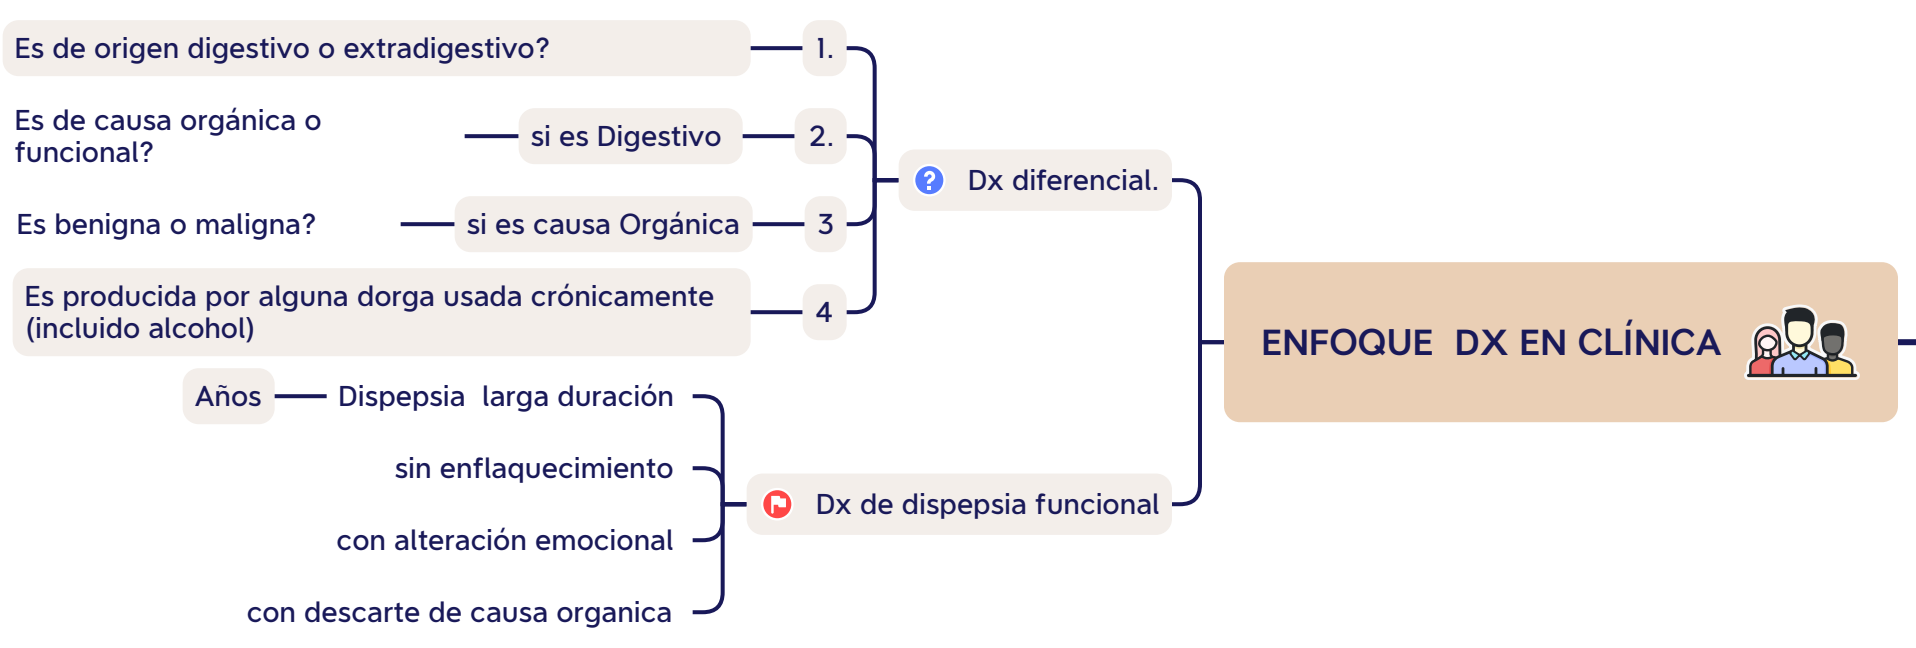 Es de origen digestivo o extradigestivo?
1.
Es de causa orgánica o
funcional?
si es Digestivo
2.
Es benigna o maligna?
si es causa Orgánica
3
Es producida por alguna dorga usada crónicamente
(incluido alcohol)
4
? Dx diferencial.
ENFOQUE DX EN CLÍNICA
Años
Dispepsia larga duración
sin enflaquecimiento
con alteración emocional
con descarte de causa organica
Dx de dispepsia funcional